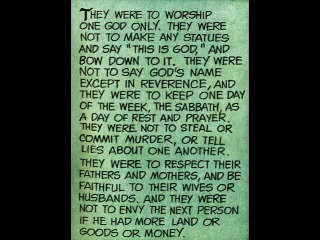 THEY WERE TO WORSHIP
ONE GOD ONLY. THEY WERE
NOT TO MAKE ANY STATUES
AND SAY "THIS IS GOD," AND
BOW DOWN TO IT. THEY WERE
NOT TO SAY GOD'S NAME
EXCEPT IN REVERENCE, AND
THEY WERE TO KEEP ONE DAY
OF THE WEEK, THE SABBATH, AS
A DAY OF REST AND PRAYER.
THEY WERE NOT TO STEAL OR
COMMIT MURDER, OR TELL
LIES ABOUT ONE ANOTHER.
THEY WERE TO RESPECT THEIR
FATHERS AND MOTHERS, AND BE
FAITHFUL TO THEIR WIVES OR
HUSBANDS. AND THEY WERE
NOT TO ENVY THE NEXT PERSON
IF HE HAD MORE LAND OR
GOODS OR MONEY.